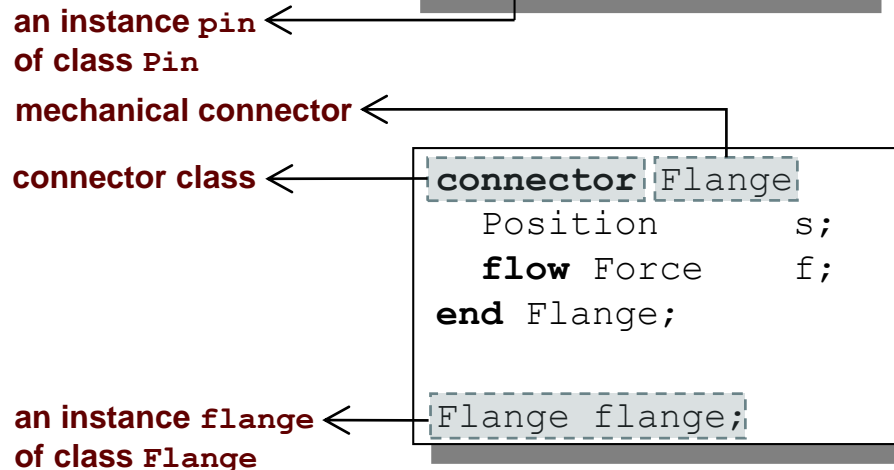 an instance pin
of class Pin
mechanical connector
connector class
connector Flange
Position s;
flow Force f;
end Flange;
Flange flange;
an instance flange
of class Flange